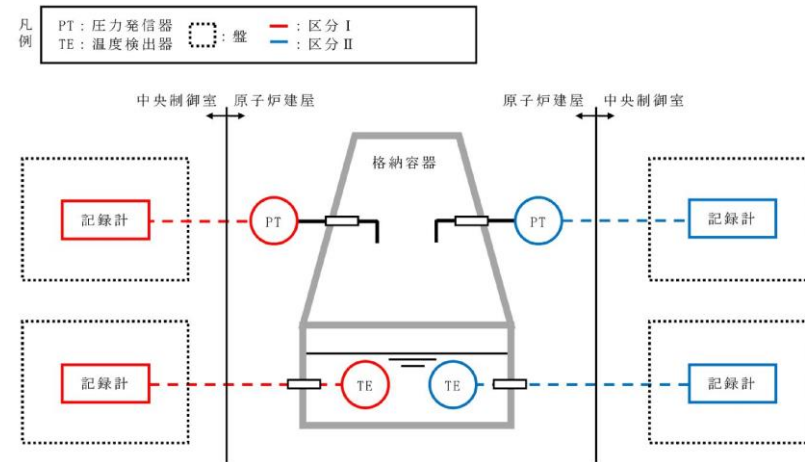 凡例
PT：圧力発信器
TE：温度検出器
：盤
：区分Ⅰ
：区分Ⅱ
中央制御室
原子炉建屋
原子炉建屋
中央制御室
格納容器
記録計
PT
PT
記録計
記録計
TE
TE
記録計